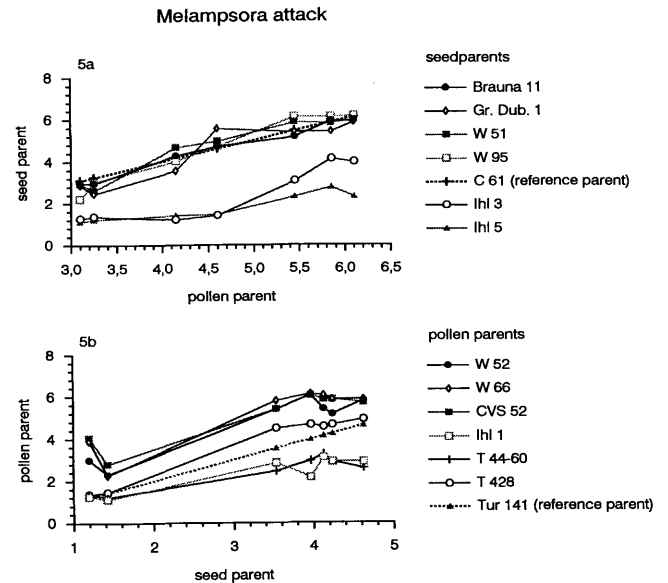 Melampsora attack
5a
seedparents
8
6
4
2
0
seed parent
3,0 3,5 4,0 4,5 5,0 5,5 6,0 6,5
pollen parent
Brauna 11
Gr. Dub. 1
W 51
W 95
C 61 (reference parent)
Ihl 3
Ihl 5
5b
pollen parents
8
6
4
2
0
pollen parent
1 2 3 4 5
seed parent
W 52
W 66
CVS 52
Ihl 1
T 44-60
T 428
Tur 141 (reference parent)